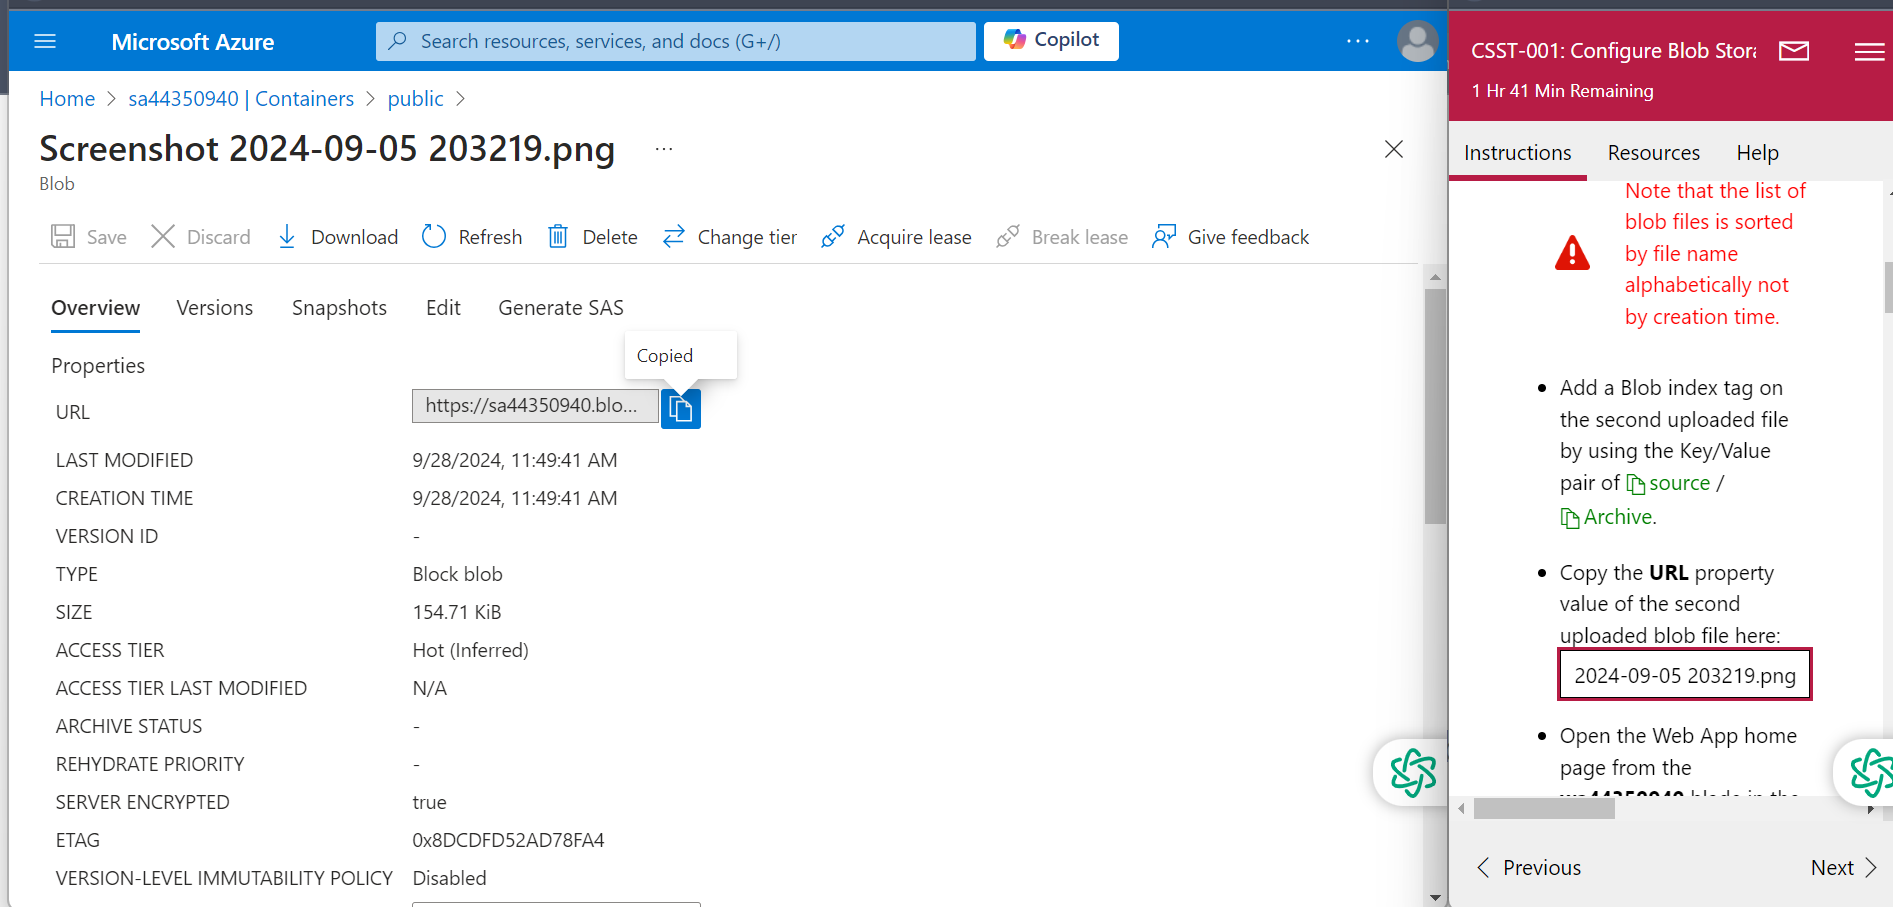 Microsoft Azure
Search resources, services, and docs (G+/)
Copilot
...
Home > sa44350940 | Containers > public >
Screenshot 2024-09-05 203219.png ...
Blob
Save
Discard
Download
Refresh
Delete
Change tier
Acquire lease
Break lease
Give feedback
Overview
Versions
Snapshots
Edit
Generate SAS
Copied
Properties
URL
https://sa44350940.blo...
LAST MODIFIED
9/28/2024, 11:49:41 AM
CREATION TIME
9/28/2024, 11:49:41 AM
VERSION ID
-
TYPE
Block blob
SIZE
154.71 KiB
ACCESS TIER
Hot (Inferred)
ACCESS TIER LAST MODIFIED
N/A
ARCHIVE STATUS
-
REHYDRATE PRIORITY
-
SERVER ENCRYPTED
true
ETAG
0x8DCDFD52AD78FA4
VERSION-LEVEL IMMUTABILITY POLICY
Disabled
CSST-001: Configure Blob Stora
1 Hr 41 Min Remaining
Instructions
Resources
Help
Note that the list of
blob files is sorted
by file name
alphabetically not
by creation time.
• Add a Blob index tag on
the second uploaded file
by using the Key/Value
pair of source /
Archive.
• Copy the URL property
value of the second
uploaded blob file here:
2024-09-05 203219.png
• Open the Web App home
page from the
< Previous
Next >